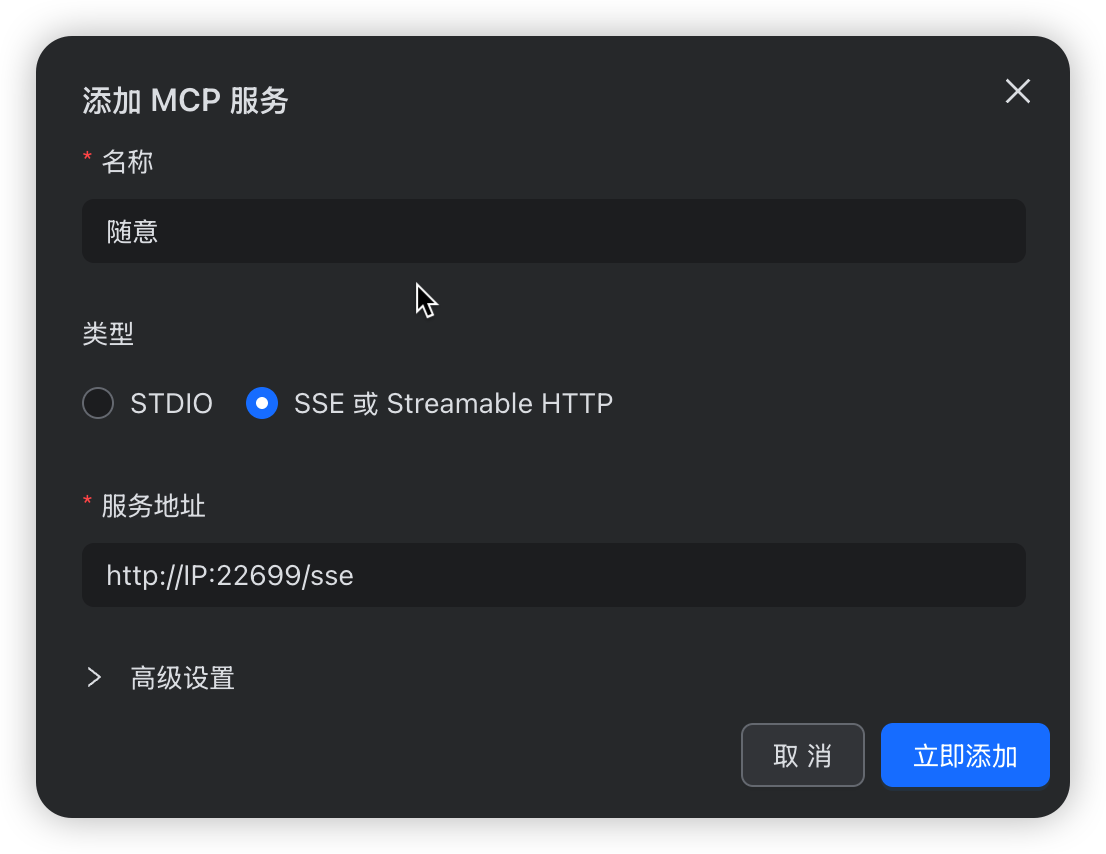 添加 MCP 服务
* 名称
随意
类型
STDIO SSE 或 Streamable HTTP
* 服务地址
http://IP:22699/sse
高级设置
取消 立即添加